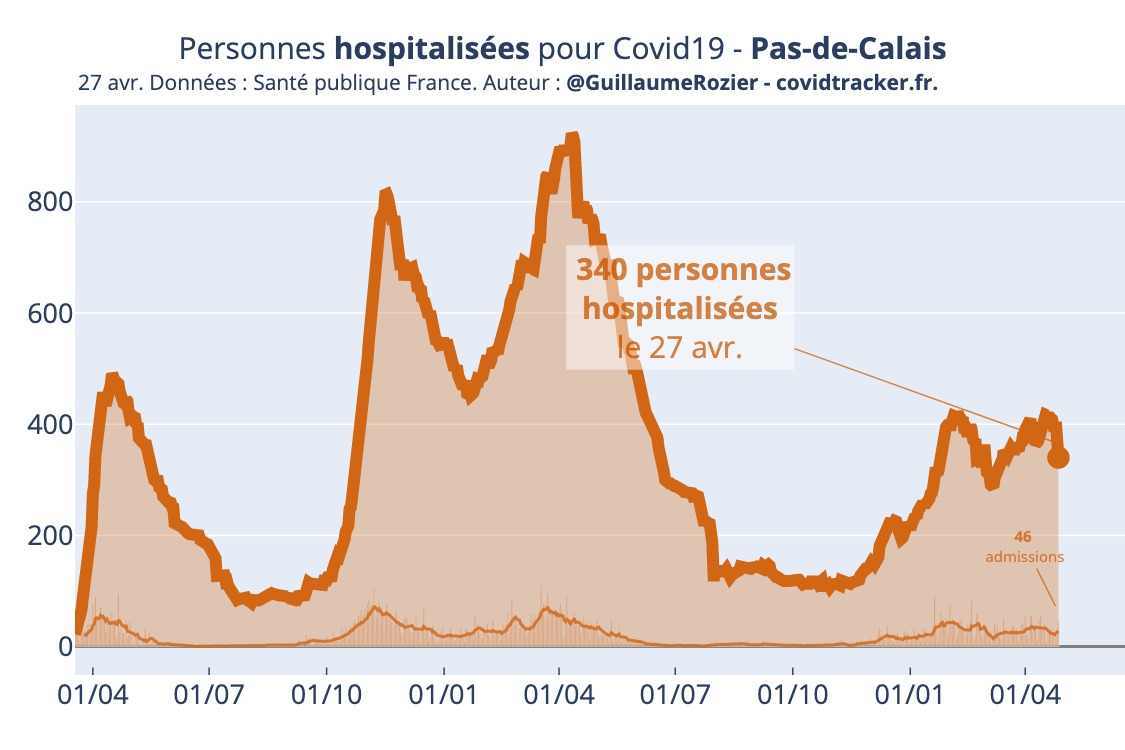 Personnes hospitalisées pour Covid19 - Pas-de-Calais
27 avr. Données : Santé publique France. Auteur : @GuillaumeRozier - covidtracker.fr.
800
600
400
200
0
340 personnes
hospitalisées
le 27 avr.
46
admissions
01/04
01/07
01/10
01/01
01/04
01/07
01/10
01/01
01/04